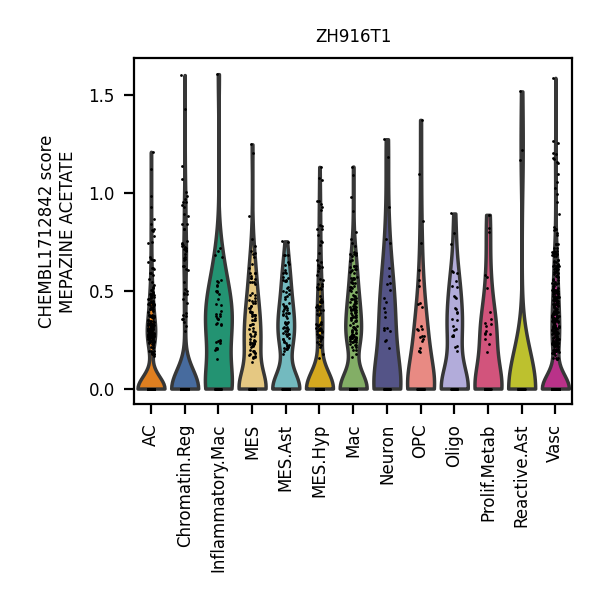 ZH916T1
CHEMBL1712842 score
MEPAZINE ACETATE
1.5
1.0
0.5
0.0
AC
Chromatin.Reg
Inflammatory.Mac
MES
MES.Ast
MES.Hyp
Mac
Neuron
OPC
Oligo
Prolif.Metab
Reactive.Ast
Vasc